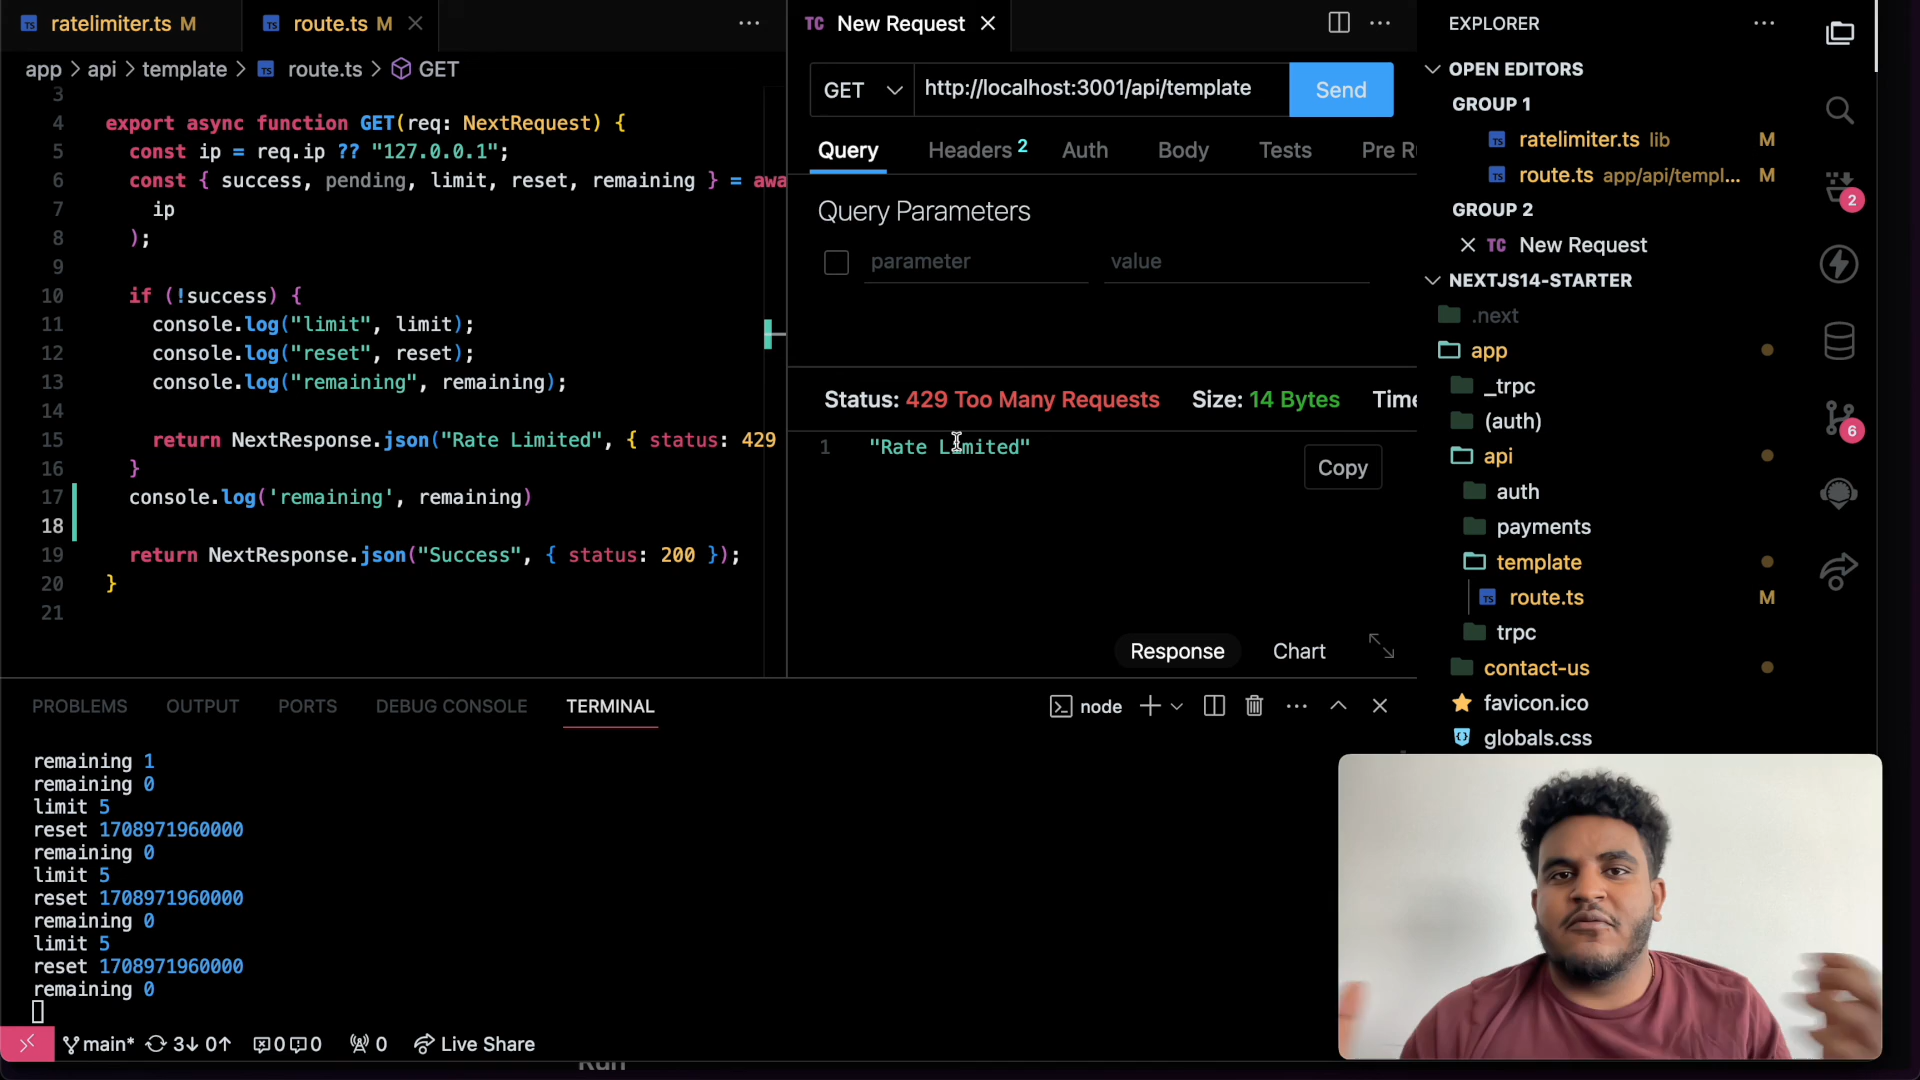 ratelimiter.ts M
route.ts M
app > api > template > route.ts > GET
3
4 export async function GET(req: NextRequest) {
5 const ip = req.ip ?? "127.0.0.1";
6 const { success, pending, limit, reset, remaining } = awa
7 ip
8 );
9
10 if (!success) {
11 console.log("limit", limit);
12 console.log("reset", reset);
13 console.log("remaining", remaining);
14
15 return NextResponse.json("Rate Limited", { status: 429
16 }
17 console.log('remaining', remaining)
18
19 return NextResponse.json("Success", { status: 200 });
20 }
21
TC New Request
GET http://localhost:3001/api/template Send
Query Headers 2 Auth Body Tests Pre R
Query Parameters
parameter value
Status: 429 Too Many Requests Size: 14 Bytes Time
1 "Rate Limited"
Copy
Response Chart
EXPLORER
OPEN EDITORS
GROUP 1
ratelimiter.ts lib M
route.ts app/api/templ... M
GROUP 2
TC New Request
NEXTJS14-STARTER
.next
app
_trpc
(auth)
api
auth
payments
template
route.ts M
trpc
contact-us
favicon.ico
globals.css
2
6
PROBLEMS OUTPUT PORTS DEBUG CONSOLE TERMINAL
node
remaining 1
remaining 0
limit 5
reset 1708971960000
remaining 0
limit 5
reset 1708971960000
remaining 0
limit 5
reset 1708971960000
remaining 0
main* 3↓ 0↑ 0 0 0 Live Share